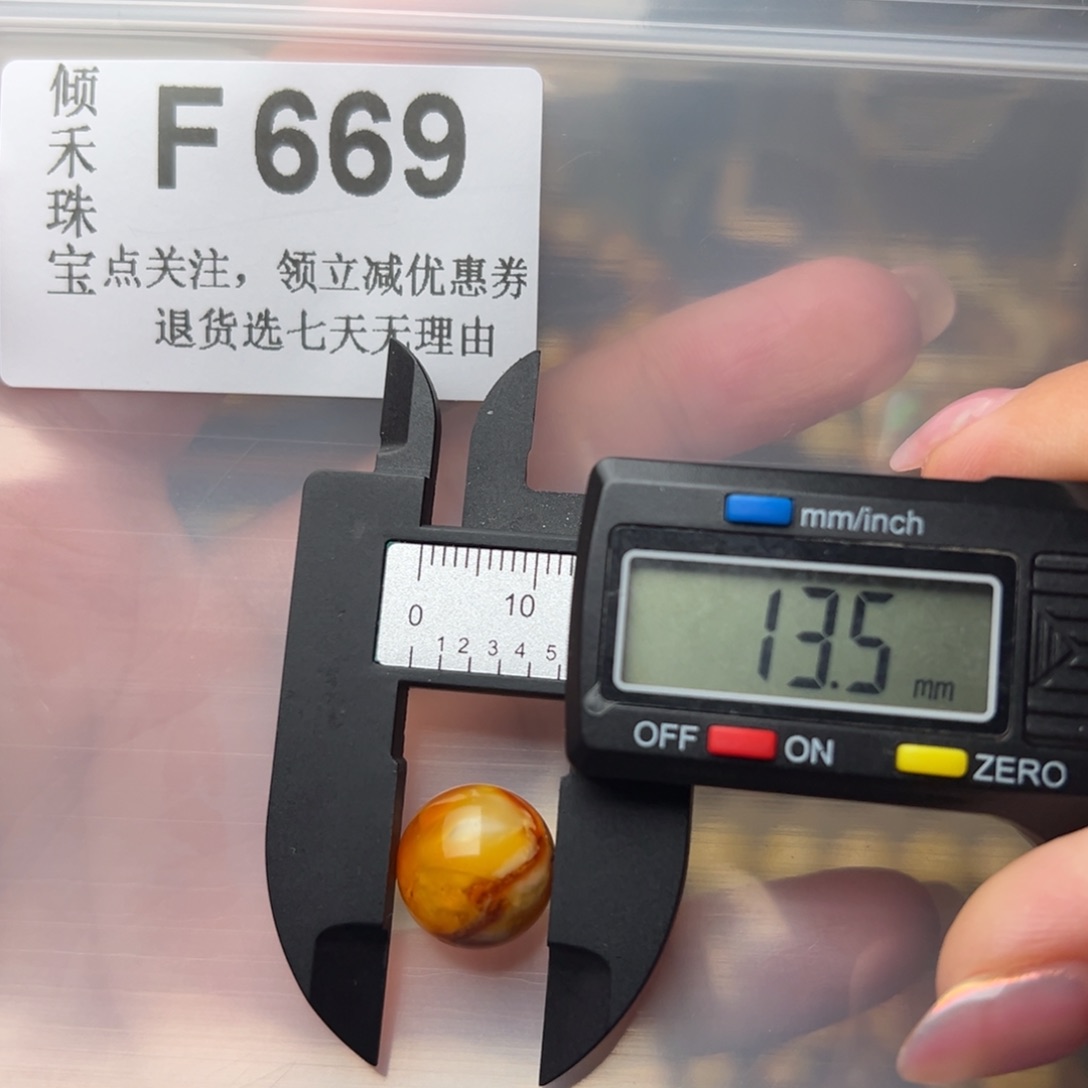 倾禾珠宝
F 669
点关注，领立减优惠券
退货选七天无理由
mm/inch
0 10
1 2 3 4 5
13.5 mm
OFF ON ZERO